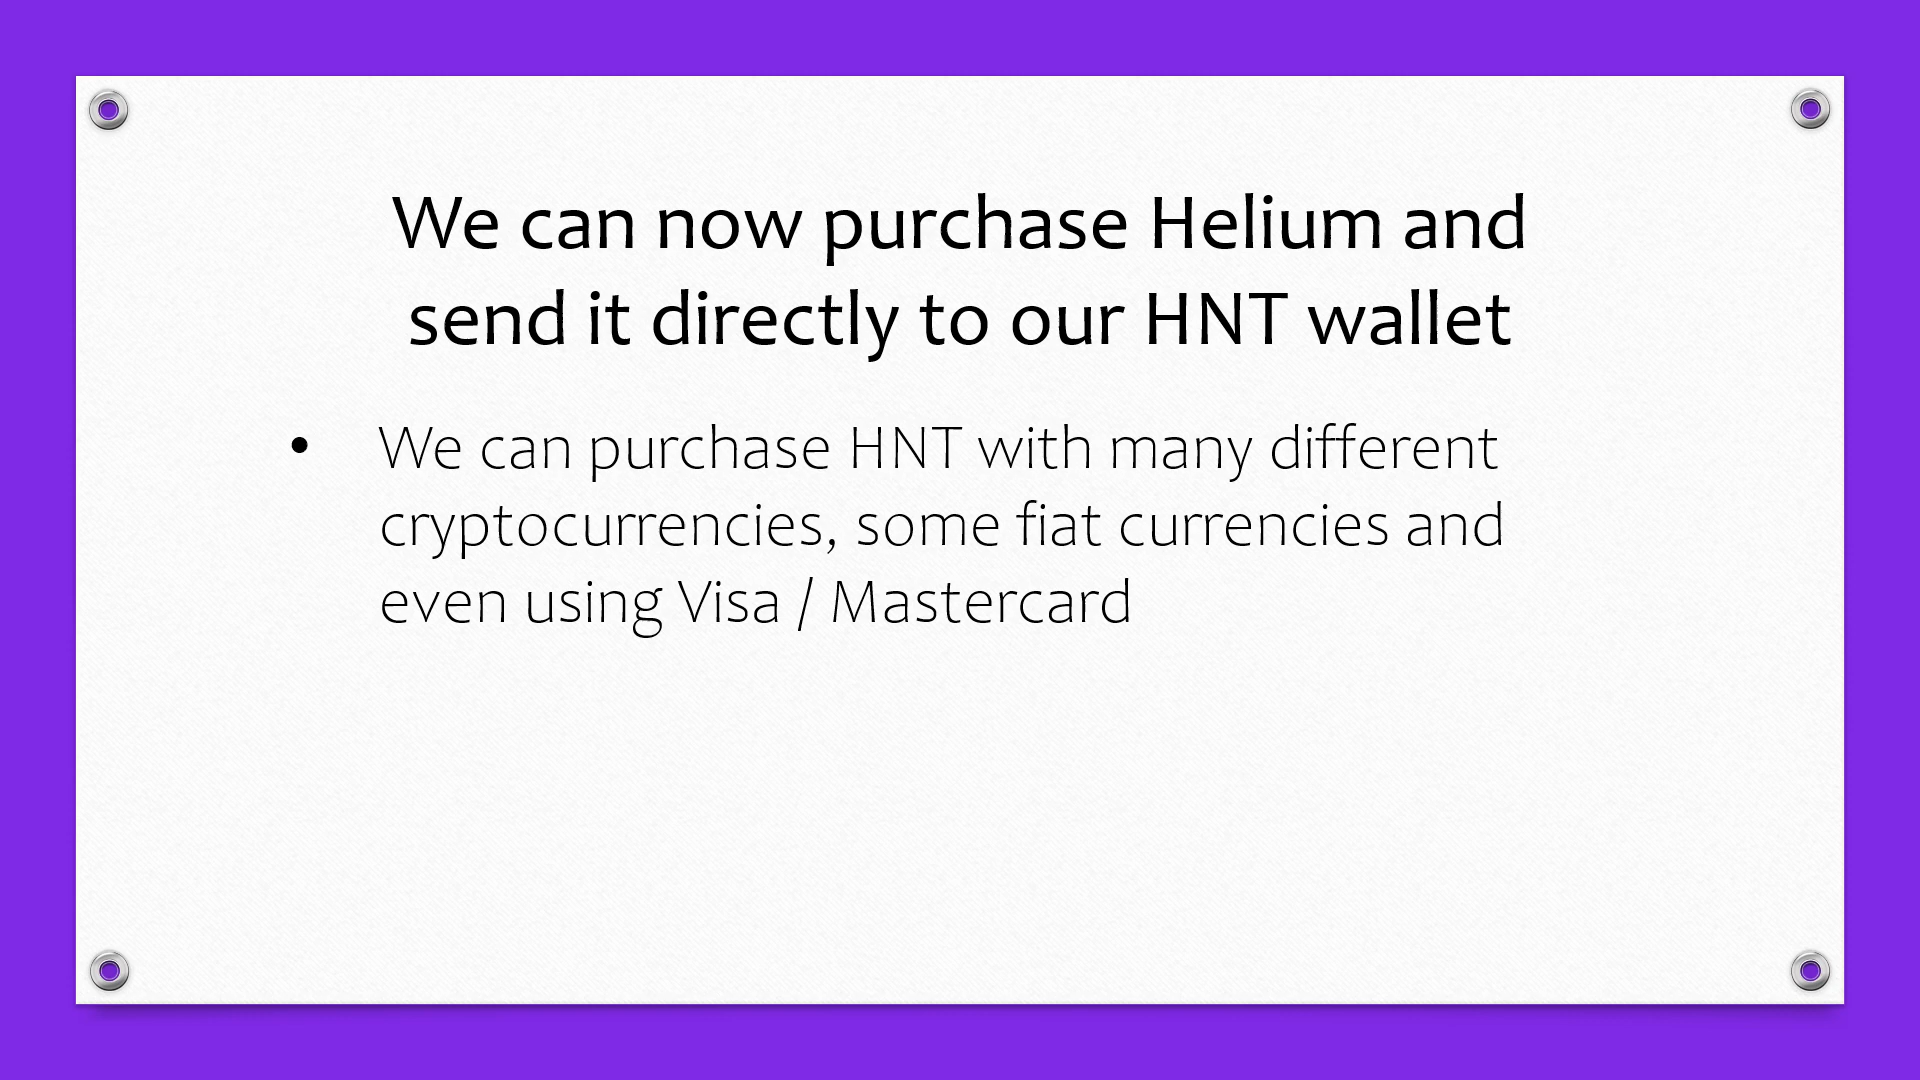 We can now purchase Helium and
send it directly to our HNT wallet
• We can purchase HNT with many different
cryptocurrencies, some fiat currencies and
even using Visa / Mastercard